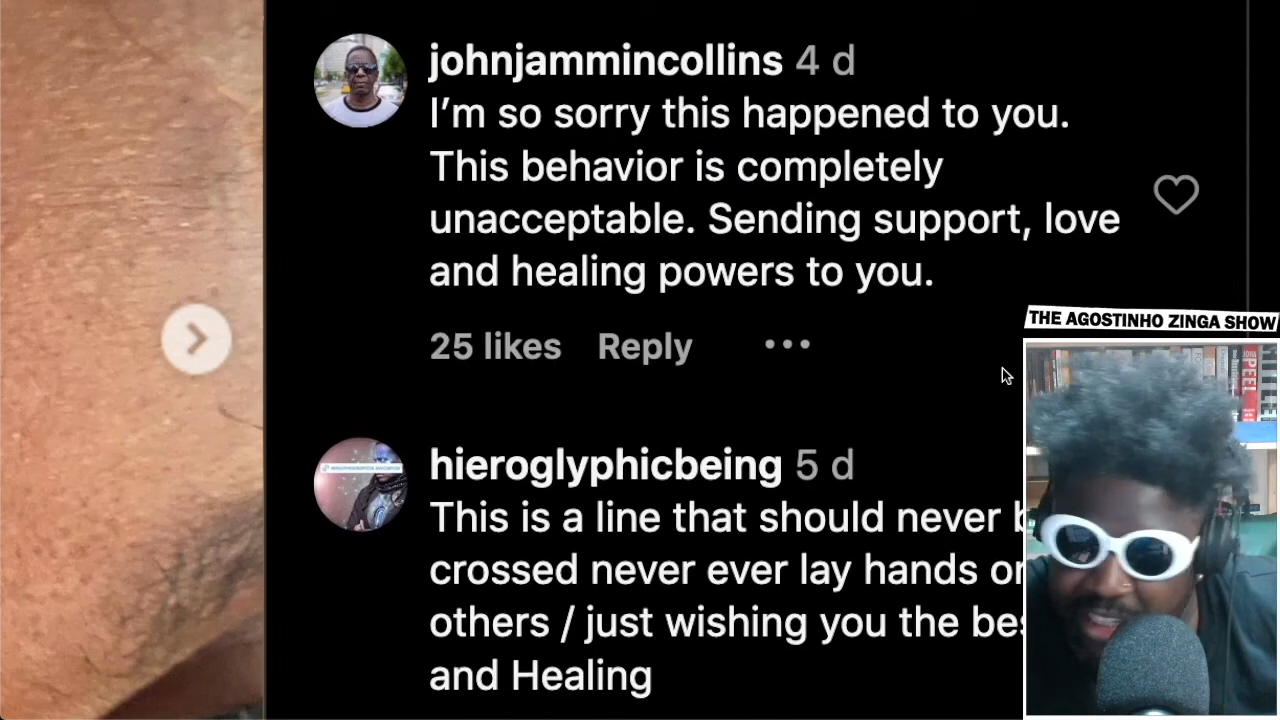 johnjammincollins 4 d
I’m so sorry this happened to you.
This behavior is completely
unacceptable. Sending support, love
and healing powers to you.
25 likes Reply
THE AGOSTINHO ZINGA SHOW
hieroglyphicbeing 5 d
This is a line that should never
crossed never ever lay hands
others / just wishing you the
and Healing